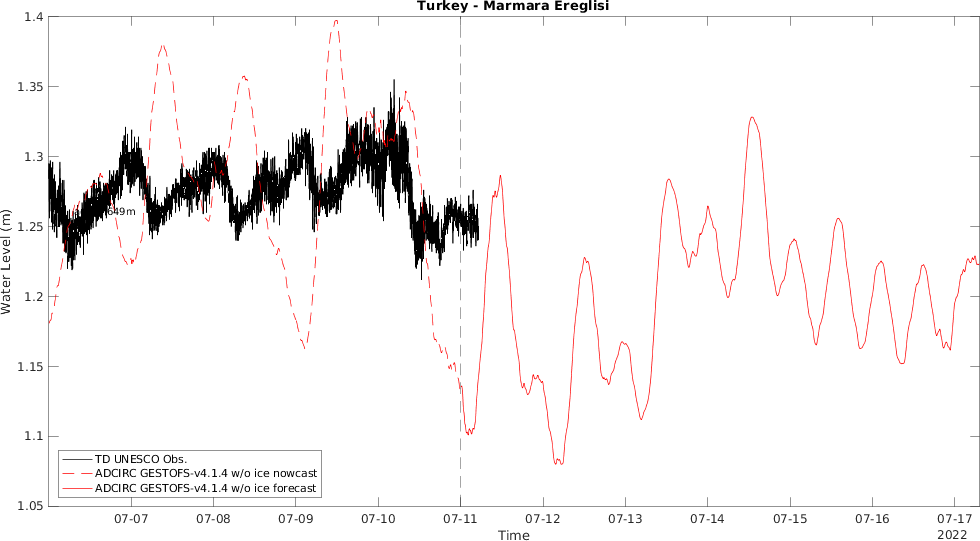 Turkey - Marmara Ereglisi
1.4
1.35
1.3
1.25
1.2
1.15
1.1
1.05
Water Level (m)
649m
TD UNESCO Obs.
ADCIRC GESTOFS-v4.1.4 w/o ice nowcast
ADCIRC GESTOFS-v4.1.4 w/o ice forecast
07-07 07-08 07-09 07-10 07-11 07-12 07-13 07-14 07-15 07-16 07-17
Time
2022